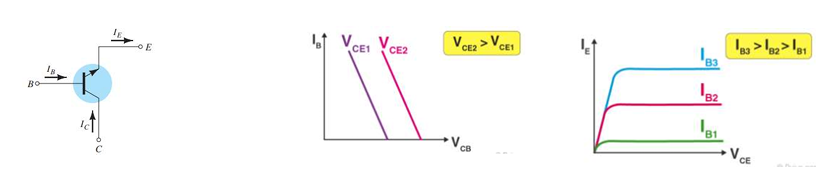 I_E
E
I_B
B
I_C
C
I_B
V_CE1
V_CE2
V_CE2 > V_CE1
V_CB
I_E
I_B3 > I_B2 > I_B1
I_B3
I_B2
I_B1
V_CE